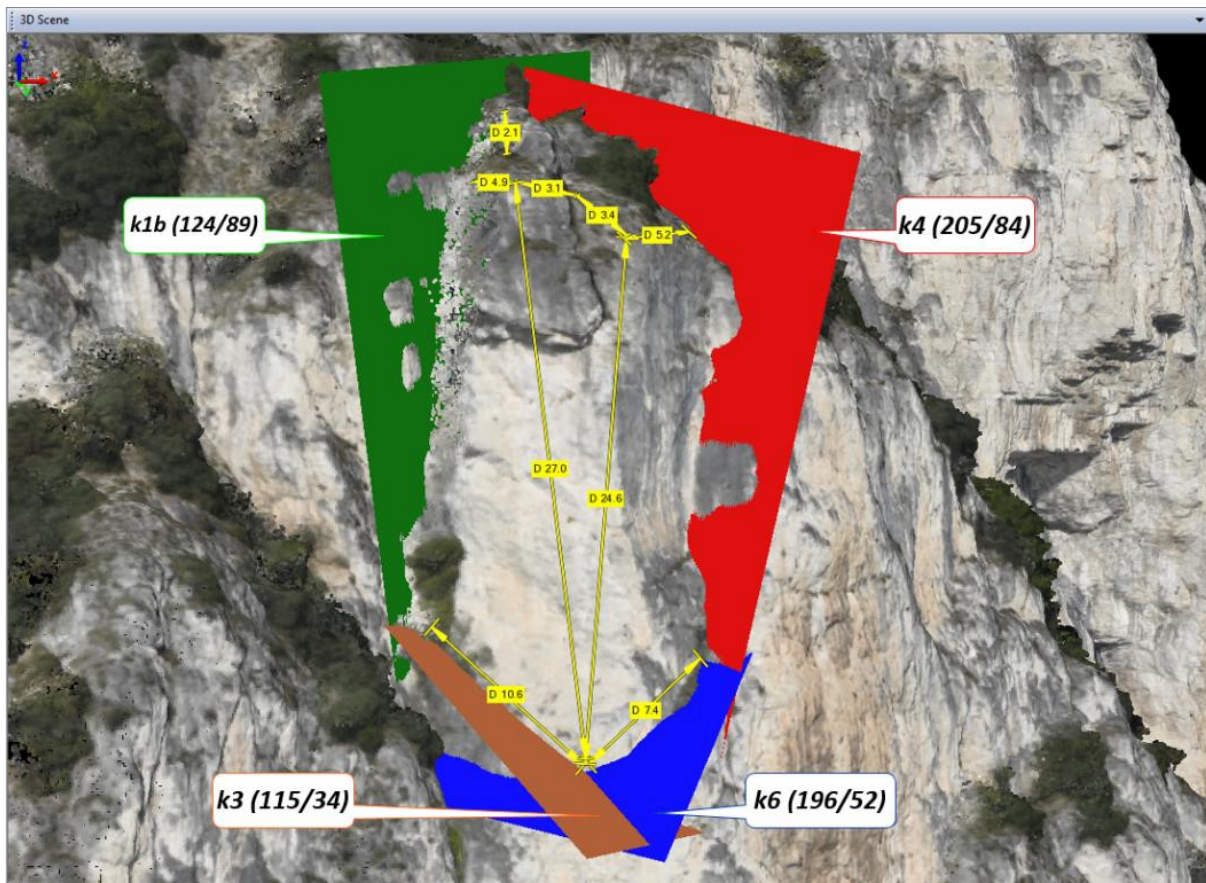 3D Scene
Z
X
Y
D 2.1
D 4.9
D 3.1
D 3.4
D 5.2
k1b (124/89)
k4 (205/84)
D 27.0
D 24.6
D 10.6
D 7.4
k3 (115/34)
k6 (196/52)